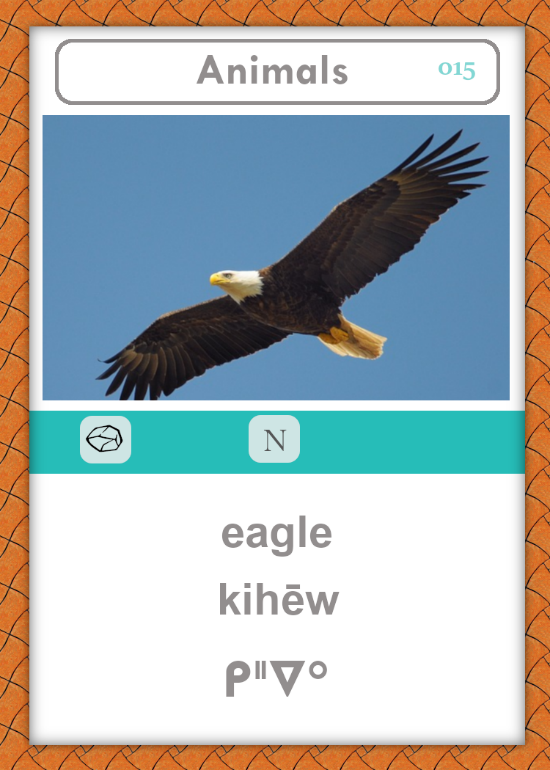 Animals 015
N
eagle
kihēw
ᑭᐦᐁᐤ